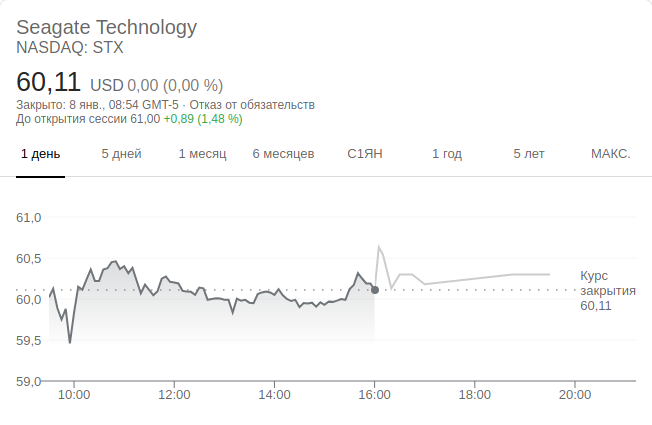 Seagate Technology
NASDAQ: STX
60,11 USD 0,00 (0,00 %)
Закрыто: 8 янв., 08:54 GMT-5 · Отказ от обязательств
До открытия сессии 61,00 +0,89 (1,48 %)
1 день 5 дней 1 месяц 6 месяцев С1ЯН 1 год 5 лет МАКС.
61,0
60,5
60,0
59,5
59,0
Курс
закрытия
60,11
10:00 12:00 14:00 16:00 18:00 20:00